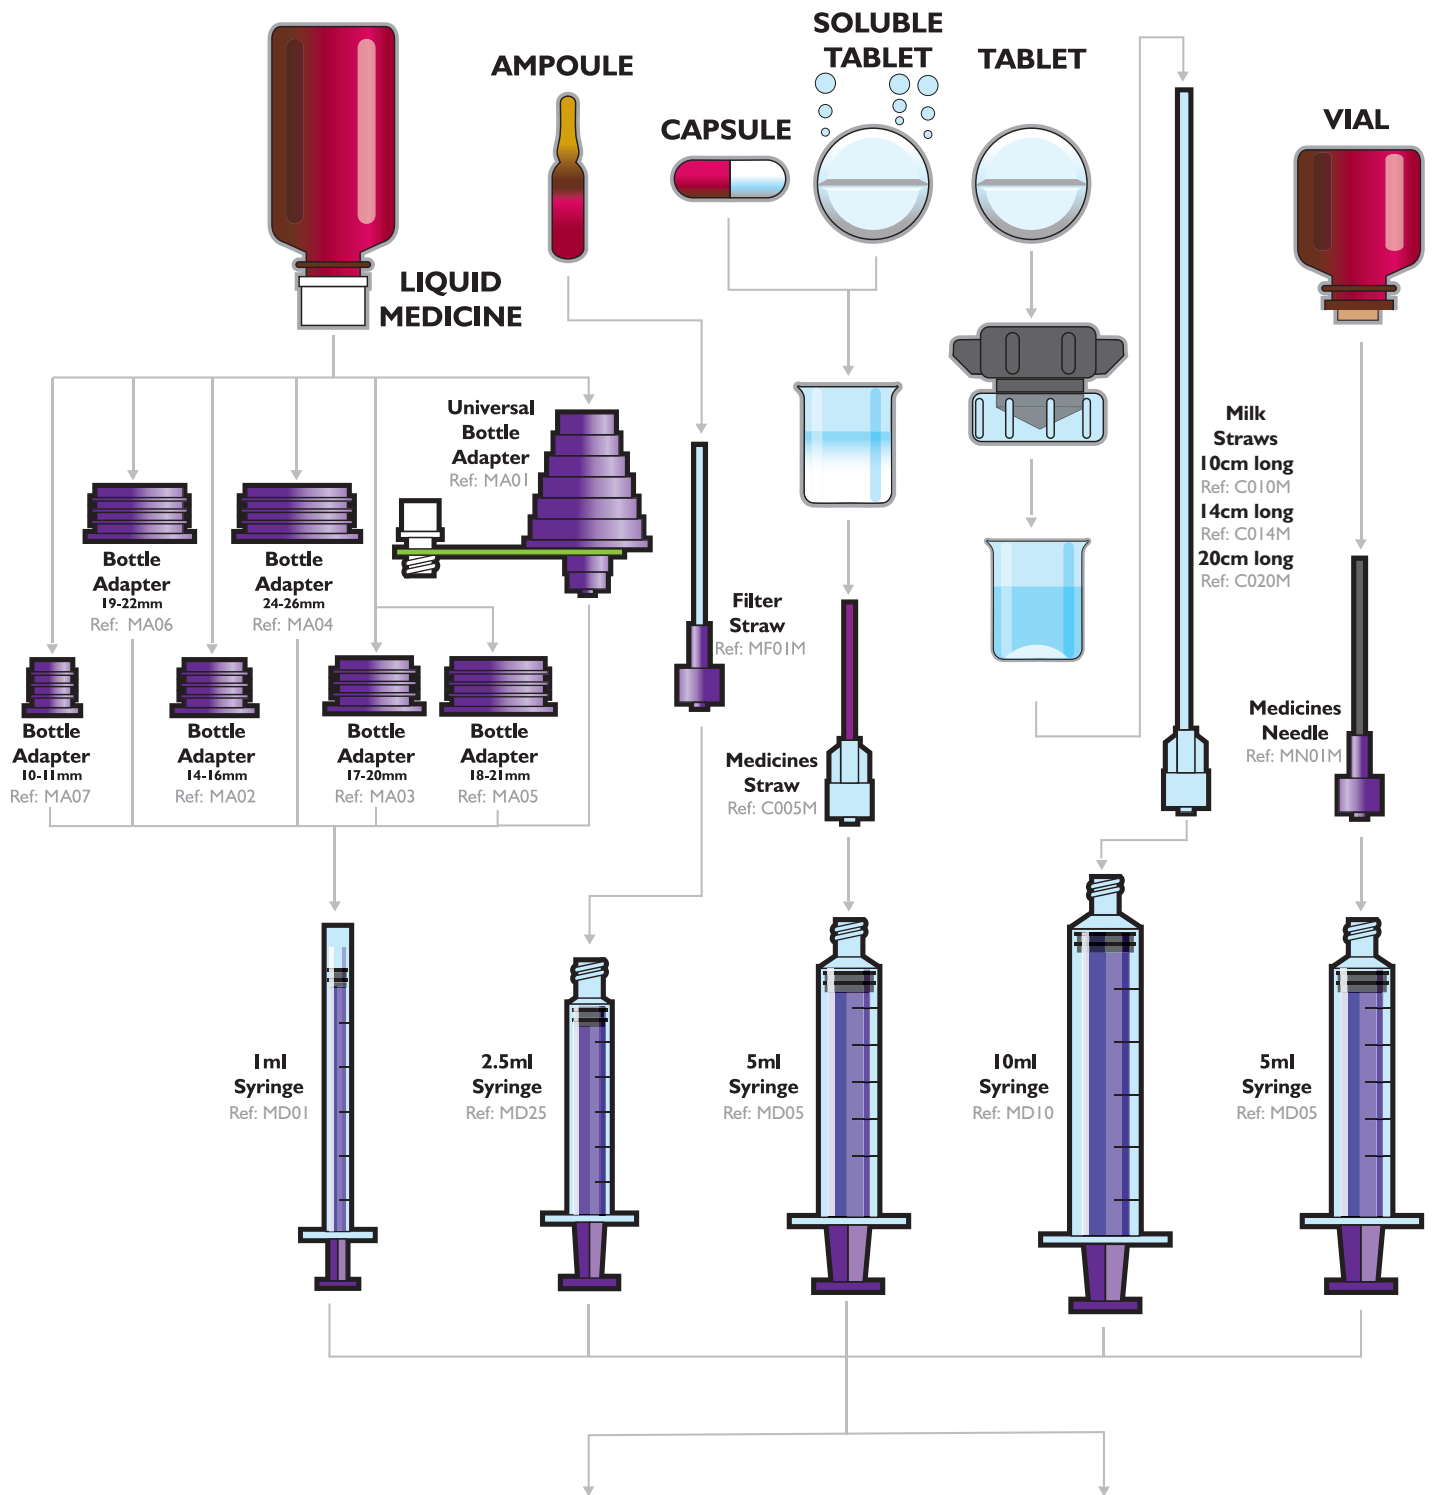 SOLUBLE
TABLET
TABLET
AMPOULE
CAPSULE
VIAL
LIQUID
MEDICINE
Universal
Bottle
Adapter
Ref: MA01
Milk
Straws
10cm long
Ref: C010M
14cm long
Ref: C014M
20cm long
Ref: C020M
Bottle
Adapter
19-22mm
Ref: MA06
Bottle
Adapter
24-26mm
Ref: MA04
Filter
Straw
Ref: MF01M
Bottle
Adapter
10-11mm
Ref: MA07
Bottle
Adapter
14-16mm
Ref: MA02
Bottle
Adapter
17-20mm
Ref: MA03
Bottle
Adapter
18-21mm
Ref: MA05
Medicines
Straw
Ref: C005M
Medicines
Needle
Ref: MN01M
1ml
Syringe
Ref: MD01
2.5ml
Syringe
Ref: MD25
5ml
Syringe
Ref: MD05
10ml
Syringe
Ref: MD10
5ml
Syringe
Ref: MD05